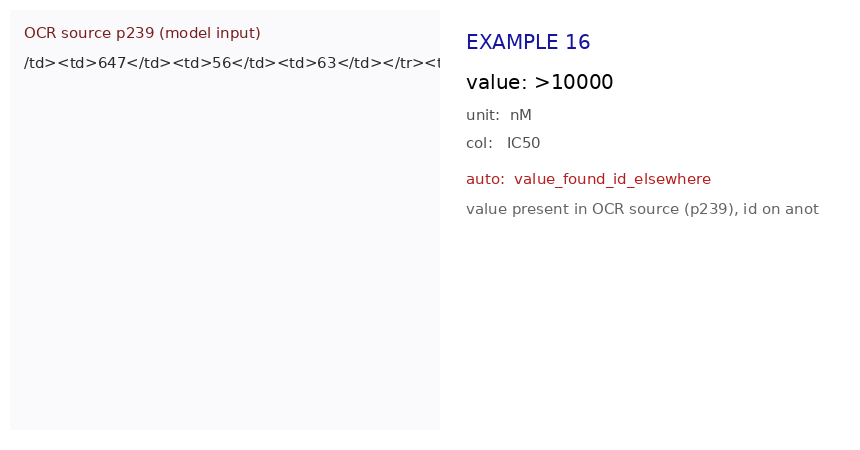 OCR source p239 (model input)
/td><td>647</td><td>56</td><td>63</td></tr><t
EXAMPLE 16
value: >10000
unit: nM
col: IC50
auto: value_found_id_elsewhere
value present in OCR source (p239), id on anot